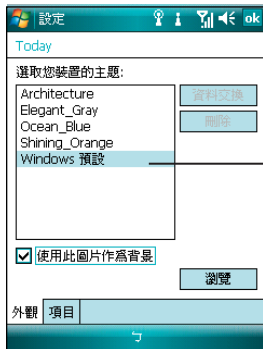 設定 ok
Today
選取您裝置的主題:
Architecture
Elegant_Gray
Ocean_Blue
Shining_Orange
Windows 預設
資料交換
刪除
使用此圖片作爲背景
瀏覽
外觀 項目